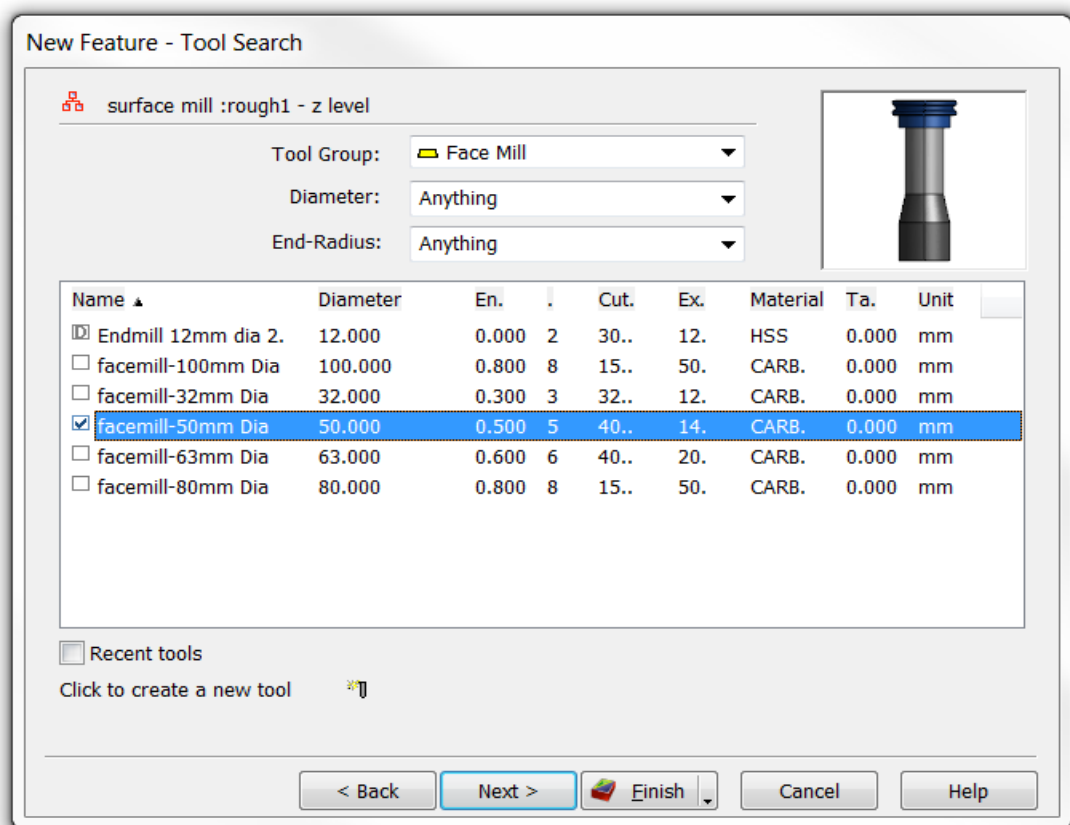 New Feature - Tool Search
surface mill :rough1 - z level
Tool Group: Face Mill
Diameter: Anything
End-Radius: Anything
Name Diameter En. . Cut. Ex. Material Ta. Unit
D Endmill 12mm dia 2. 12.000 0.000 2 30.. 12. HSS 0.000 mm
facemill-100mm Dia 100.000 0.800 8 15.. 50. CARB. 0.000 mm
facemill-32mm Dia 32.000 0.300 3 32.. 12. CARB. 0.000 mm
facemill-50mm Dia 50.000 0.500 5 40.. 14. CARB. 0.000 mm
facemill-63mm Dia 63.000 0.600 6 40.. 20. CARB. 0.000 mm
facemill-80mm Dia 80.000 0.800 8 15.. 50. CARB. 0.000 mm
Recent tools
Click to create a new tool
< Back Next > Finish Cancel Help